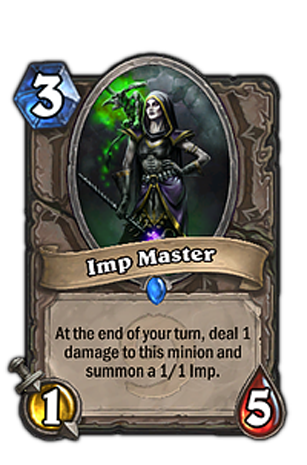 3
Imp Master
At the end of your turn, deal 1
damage to this minion and
summon a 1/1 Imp.
1
5